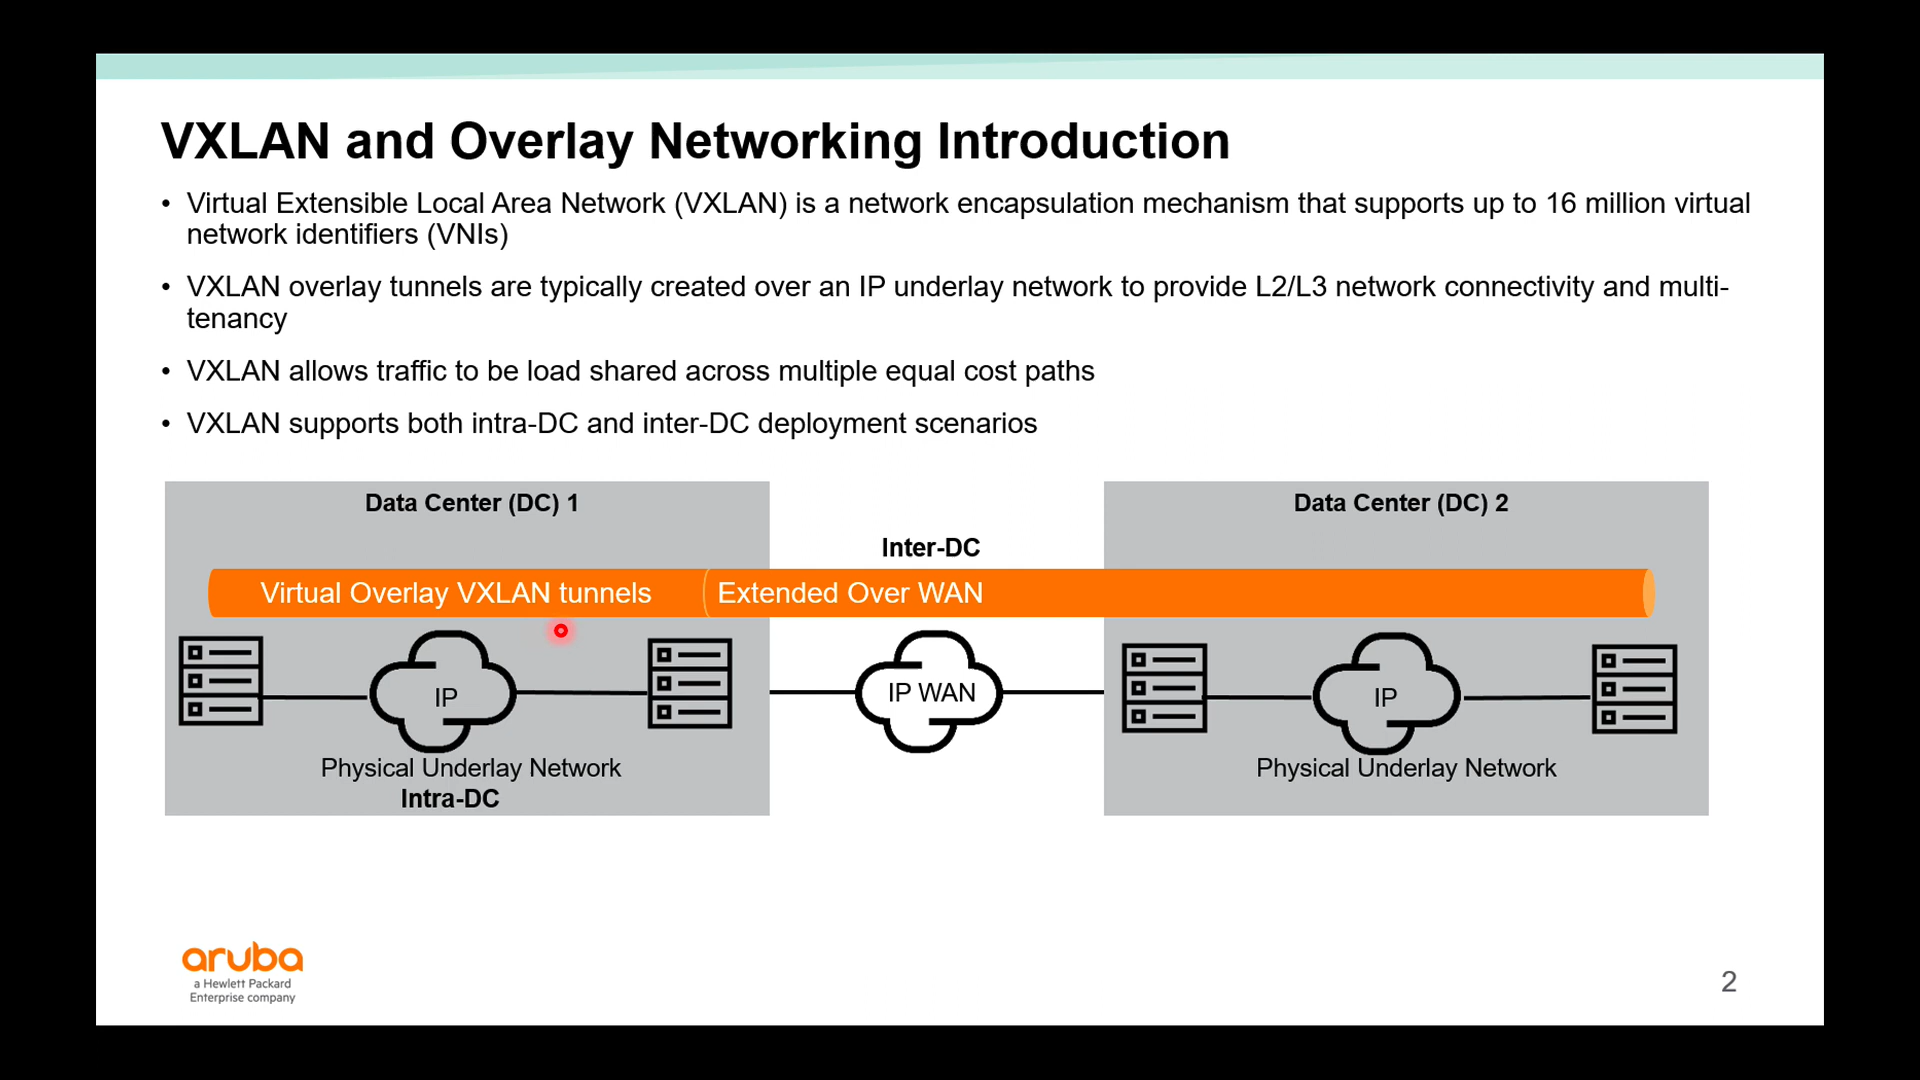 VXLAN and Overlay Networking Introduction
• Virtual Extensible Local Area Network (VXLAN) is a network encapsulation mechanism that supports up to 16 million virtual
network identifiers (VNIs)
• VXLAN overlay tunnels are typically created over an IP underlay network to provide L2/L3 network connectivity and multi-
tenancy
• VXLAN allows traffic to be load shared across multiple equal cost paths
• VXLAN supports both intra-DC and inter-DC deployment scenarios
Data Center (DC) 1
Data Center (DC) 2
Inter-DC
Virtual Overlay VXLAN tunnels
Extended Over WAN
IP
IP WAN
IP
Physical Underlay Network
Intra-DC
Physical Underlay Network
aruba
a Hewlett Packard
Enterprise company
2